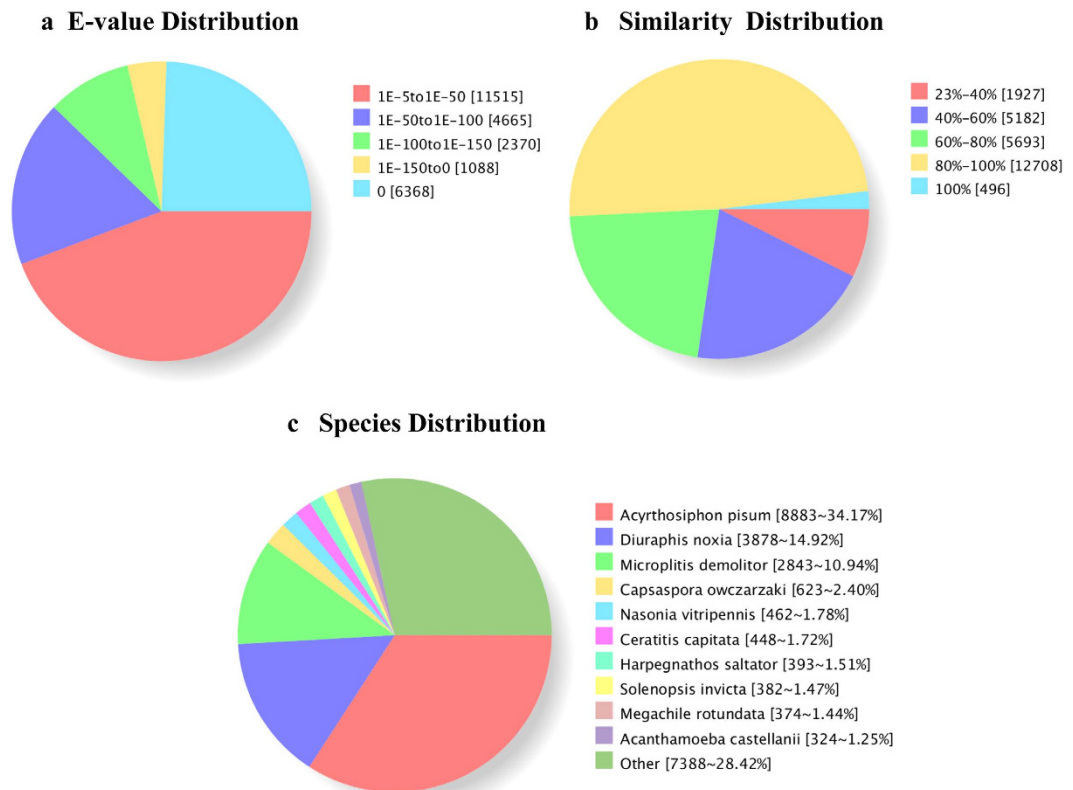 a E-value Distribution
1E-5to1E-50 [11515]
1E-50to1E-100 [4665]
1E-100to1E-150 [2370]
1E-150to0 [1088]
0 [6368]
b Similarity Distribution
23%-40% [1927]
40%-60% [5182]
60%-80% [5693]
80%-100% [12708]
100% [496]
c Species Distribution
Acyrthosiphon pisum [8883~34.17%]
Diuraphis noxia [3878~14.92%]
Microplitis demolitor [2843~10.94%]
Capsaspora owczarzaki [623~2.40%]
Nasonia vitripennis [462~1.78%]
Ceratitis capitata [448~1.72%]
Harpegnathos saltator [393~1.51%]
Solenopsis invicta [382~1.47%]
Megachile rotundata [374~1.44%]
Acanthamoeba castellanii [324~1.25%]
Other [7388~28.42%]